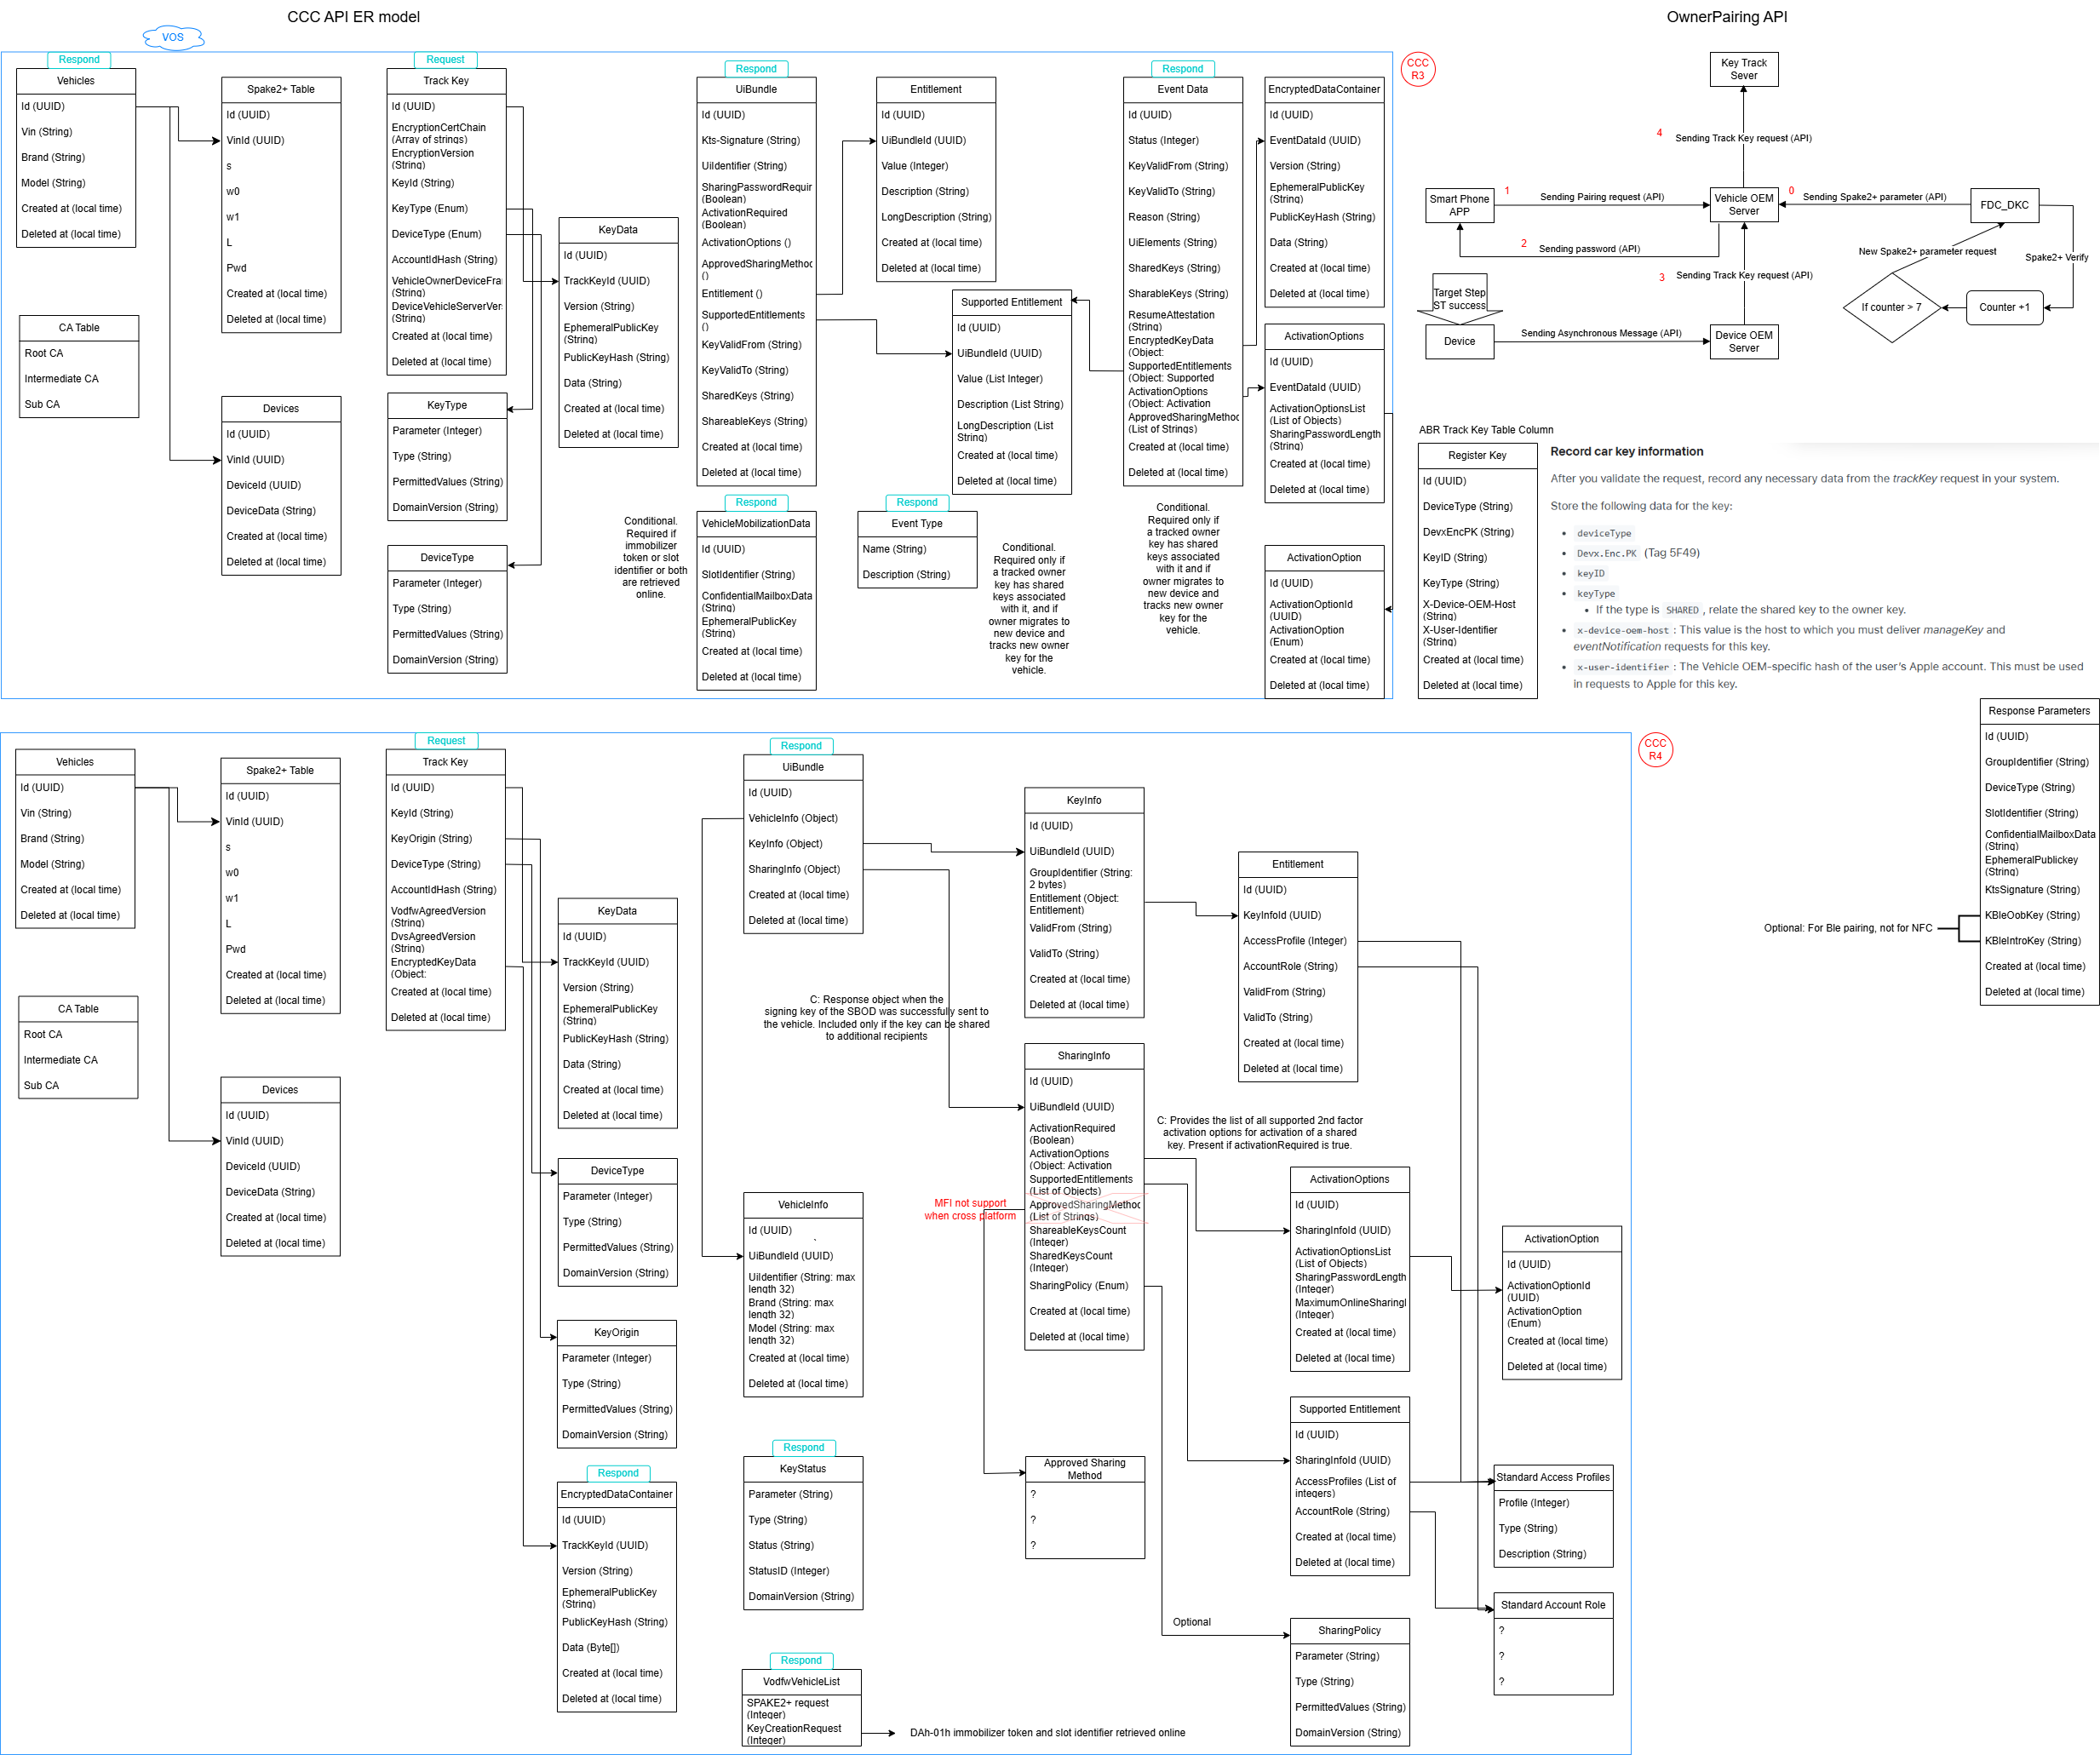 CCC API ER model
OwnerPairing API
VOS
CCC
R3
Respond
Vehicles
Id (UUID)
Vin (String)
Brand (String)
Model (String)
Created at (local time)
Deleted at (local time)
Spake2+ Table
Id (UUID)
VinId (UUID)
s
w0
w1
L
Pwd
Created at (local time)
Deleted at (local time)
CA Table
Root CA
Intermediate CA
Sub CA
Devices
Id (UUID)
VinId (UUID)
DeviceId (UUID)
DeviceData (String)
Created at (local time)
Deleted at (local time)
Request
Track Key
Id (UUID)
EncryptionCertChain
(Array of strings)
EncryptionVersion
(String)
KeyId (String)
KeyType (Enum)
DeviceType (Enum)
AccountIdHash (String)
VehicleOwnerDeviceFra
(String)
DeviceVehicleServerVer
(String)
Created at (local time)
Deleted at (local time)
KeyType
Parameter (Integer)
Type (String)
PermittedValues (String)
DomainVersion (String)
DeviceType
Parameter (Integer)
Type (String)
PermittedValues (String)
DomainVersion (String)
KeyData
Id (UUID)
TrackKeyId (UUID)
Version (String)
EphemeralPublicKey
(String)
PublicKeyHash (String)
Data (String)
Created at (local time)
Deleted at (local time)
Conditional.
Required if
immobilizer
token or slot
identifier or both
are retrieved
online.
Respond
UiBundle
Id (UUID)
Kts-Signature (String)
UiIdentifier (String)
SharingPasswordRequir
(Boolean)
ActivationRequired
(Boolean)
ActivationOptions ()
ApprovedSharingMethod
()
Entitlement ()
SupportedEntitlements
()
KeyValidFrom (String)
KeyValidTo (String)
SharedKeys (String)
ShareableKeys (String)
Created at (local time)
Deleted at (local time)
Respond
VehicleMobilizationData
Id (UUID)
SlotIdentifier (String)
ConfidentialMailboxData
(String)
EphemeralPublicKey
(String)
Created at (local time)
Deleted at (local time)
Entitlement
Id (UUID)
UiBundleId (UUID)
Value (Integer)
Description (String)
LongDescription (String)
Created at (local time)
Deleted at (local time)
Supported Entitlement
Id (UUID)
UiBundleId (UUID)
Value (List Integer)
Description (List String)
LongDescription (List
String)
Created at (local time)
Deleted at (local time)
Respond
Event Type
Name (String)
Description (String)
Conditional.
Required only if
a tracked owner
key has shared
keys associated
with it, and if
owner migrates to
new device and
tracks new owner
key for the
vehicle.
Respond
Event Data
Id (UUID)
Status (Integer)
KeyValidFrom (String)
KeyValidTo (String)
Reason (String)
UiElements (String)
SharedKeys (String)
SharableKeys (String)
ResumeAttestation
(String)
EncryptedKeyData
(Object:
SupportedEntitlements
(Object: Supported
ActivationOptions
(Object: Activation
ApprovedSharingMethod
(List of Strings)
Created at (local time)
Deleted at (local time)
Conditional.
Required only if
a tracked owner
key has shared
keys associated
with it and if
owner migrates to
new device and
tracks new owner
key for the
vehicle.
EncryptedDataContainer
Id (UUID)
EventDataId (UUID)
Version (String)
EphemeralPublicKey
(String)
PublicKeyHash (String)
Data (String)
Created at (local time)
Deleted at (local time)
ActivationOptions
Id (UUID)
EventDataId (UUID)
ActivationOptionsList
(List of Objects)
SharingPasswordLength
(String)
Created at (local time)
Deleted at (local time)
ActivationOption
Id (UUID)
ActivationOptionId
(UUID)
ActivationOption
(Enum)
Created at (local time)
Deleted at (local time)
Key Track
Sever
4
Sending Track Key request (API)
Smart Phone
APP
1
Sending Pairing request (API)
Vehicle OEM
Server
0
Sending Spake2+ parameter (API)
FDC_DKC
2
Sending password (API)
3
Sending Track Key request (API)
New Spake2+ parameter request
Spake2+ Verify
Target Step
ST success
If counter > 7
Counter +1
Device
Sending Asynchronous Message (API)
Device OEM
Server
ABR Track Key Table Column
Register Key
Id (UUID)
DeviceType (String)
DevxEncPK (String)
KeyID (String)
KeyType (String)
X-Device-OEM-Host
(String)
X-User-Identifier
(String)
Created at (local time)
Deleted at (local time)
Record car key information
After you validate the request, record any necessary data from the trackKey request in your system.
Store the following data for the key:
• deviceType
• Devx.Enc.PK (Tag 5F49)
• keyID
• keyType
• If the type is SHARED, relate the shared key to the owner key.
• x-device-oem-host: This value is the host to which you must deliver manageKey and
eventNotification requests for this key.
• x-user-identifier: The Vehicle OEM-specific hash of the user's Apple account. This must be used
in requests to Apple for this key.
Response Parameters
Id (UUID)
GroupIdentifier (String)
DeviceType (String)
SlotIdentifier (String)
ConfidentialMailboxData
(String)
EphemeralPublickey
(String)
KtsSignature (String)
KBleOobKey (String)
KBleIntroKey (String)
Created at (local time)
Deleted at (local time)
Optional: For Ble pairing, not for NFC
CCC
R4
Vehicles
Id (UUID)
Vin (String)
Brand (String)
Model (String)
Created at (local time)
Deleted at (local time)
Spake2+ Table
Id (UUID)
VinId (UUID)
s
w0
w1
L
Pwd
Created at (local time)
Deleted at (local time)
CA Table
Root CA
Intermediate CA
Sub CA
Devices
Id (UUID)
VinId (UUID)
DeviceId (UUID)
DeviceData (String)
Created at (local time)
Deleted at (local time)
Request
Track Key
Id (UUID)
KeyId (String)
KeyOrigin (String)
DeviceType (String)
AccountIdHash (String)
VodfwAgreedVersion
(String)
DvsAgreedVersion
(String)
EncryptedKeyData
(Object:
Created at (local time)
Deleted at (local time)
KeyData
Id (UUID)
TrackKeyId (UUID)
Version (String)
EphemeralPublicKey
(String)
PublicKeyHash (String)
Data (String)
Created at (local time)
Deleted at (local time)
DeviceType
Parameter (Integer)
Type (String)
PermittedValues (String)
DomainVersion (String)
KeyOrigin
Parameter (Integer)
Type (String)
PermittedValues (String)
DomainVersion (String)
Respond
EncryptedDataContainer
Id (UUID)
TrackKeyId (UUID)
Version (String)
EphemeralPublicKey
(String)
PublicKeyHash (String)
Data (Byte[])
Created at (local time)
Deleted at (local time)
Respond
UiBundle
Id (UUID)
VehicleInfo (Object)
KeyInfo (Object)
SharingInfo (Object)
Created at (local time)
Deleted at (local time)
C: Response object when the
signing key of the SBOD was successfully sent to
the vehicle. Included only if the key can be shared
to additional recipients
VehicleInfo
Id (UUID)
\`
UiBundleId (UUID)
UiIdentifier (String: max
length 32)
Brand (String: max
length 32)
Model (String: max
length 32)
Created at (local time)
Deleted at (local time)
Respond
KeyStatus
Parameter (String)
Type (String)
Status (String)
StatusID (Integer)
DomainVersion (String)
Respond
VodfwVehicleList
SPAKE2+ request
(Integer)
KeyCreationRequest
(Integer)
DAh-01h immobilizer token and slot identifier retrieved online
KeyInfo
Id (UUID)
UiBundleId (UUID)
GroupIdentifier (String:
2 bytes)
Entitlement (Object:
Entitlement)
ValidFrom (String)
ValidTo (String)
Created at (local time)
Deleted at (local time)
SharingInfo
Id (UUID)
UiBundleId (UUID)
ActivationRequired
(Boolean)
ActivationOptions
(Object: Activation
SupportedEntitlements
(List of Objects)
ApprovedSharingMethod
(List of Strings)
ShareableKeysCount
(Integer)
SharedKeysCount
(Integer)
SharingPolicy (Enum)
Created at (local time)
Deleted at (local time)
MFI not support
when cross platform
Approved Sharing
Method
?
?
?
Entitlement
Id (UUID)
KeyInfoId (UUID)
AccessProfile (Integer)
AccountRole (String)
ValidFrom (String)
ValidTo (String)
Created at (local time)
Deleted at (local time)
C: Provides the list of all supported 2nd factor
activation options for activation of a shared
key. Present if activationRequired is true.
ActivationOptions
Id (UUID)
SharingInfoId (UUID)
ActivationOptionsList
(List of Objects)
SharingPasswordLength
(Integer)
MaximumOnlineSharingI
(Integer)
Created at (local time)
Deleted at (local time)
ActivationOption
Id (UUID)
ActivationOptionId
(UUID)
ActivationOption
(Enum)
Created at (local time)
Deleted at (local time)
Supported Entitlement
Id (UUID)
SharingInfoId (UUID)
AccessProfiles (List of
integers)
AccountRole (String)
Created at (local time)
Deleted at (local time)
Standard Access Profiles
Profile (Integer)
Type (String)
Description (String)
Standard Account Role
?
?
?
Optional
SharingPolicy
Parameter (String)
Type (String)
PermittedValues (String)
DomainVersion (String)